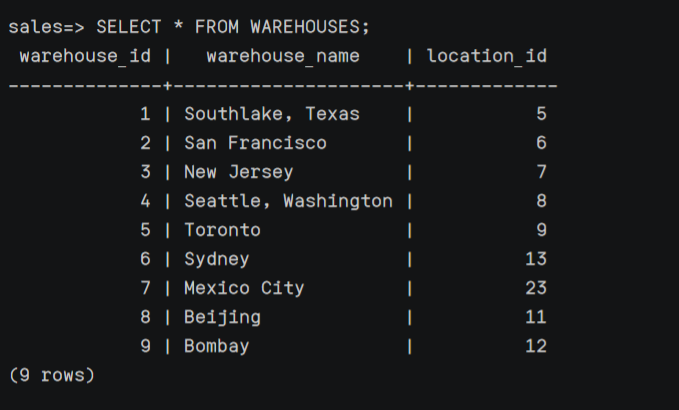 sales=> SELECT * FROM WAREHOUSES;
 warehouse_id |   warehouse_name    | location_id
--------------+---------------------+-------------
            1 | Southlake, Texas    |           5
            2 | San Francisco       |           6
            3 | New Jersey          |           7
            4 | Seattle, Washington |           8
            5 | Toronto             |           9
            6 | Sydney              |          13
            7 | Mexico City         |          23
            8 | Beijing             |          11
            9 | Bombay              |          12
(9 rows)